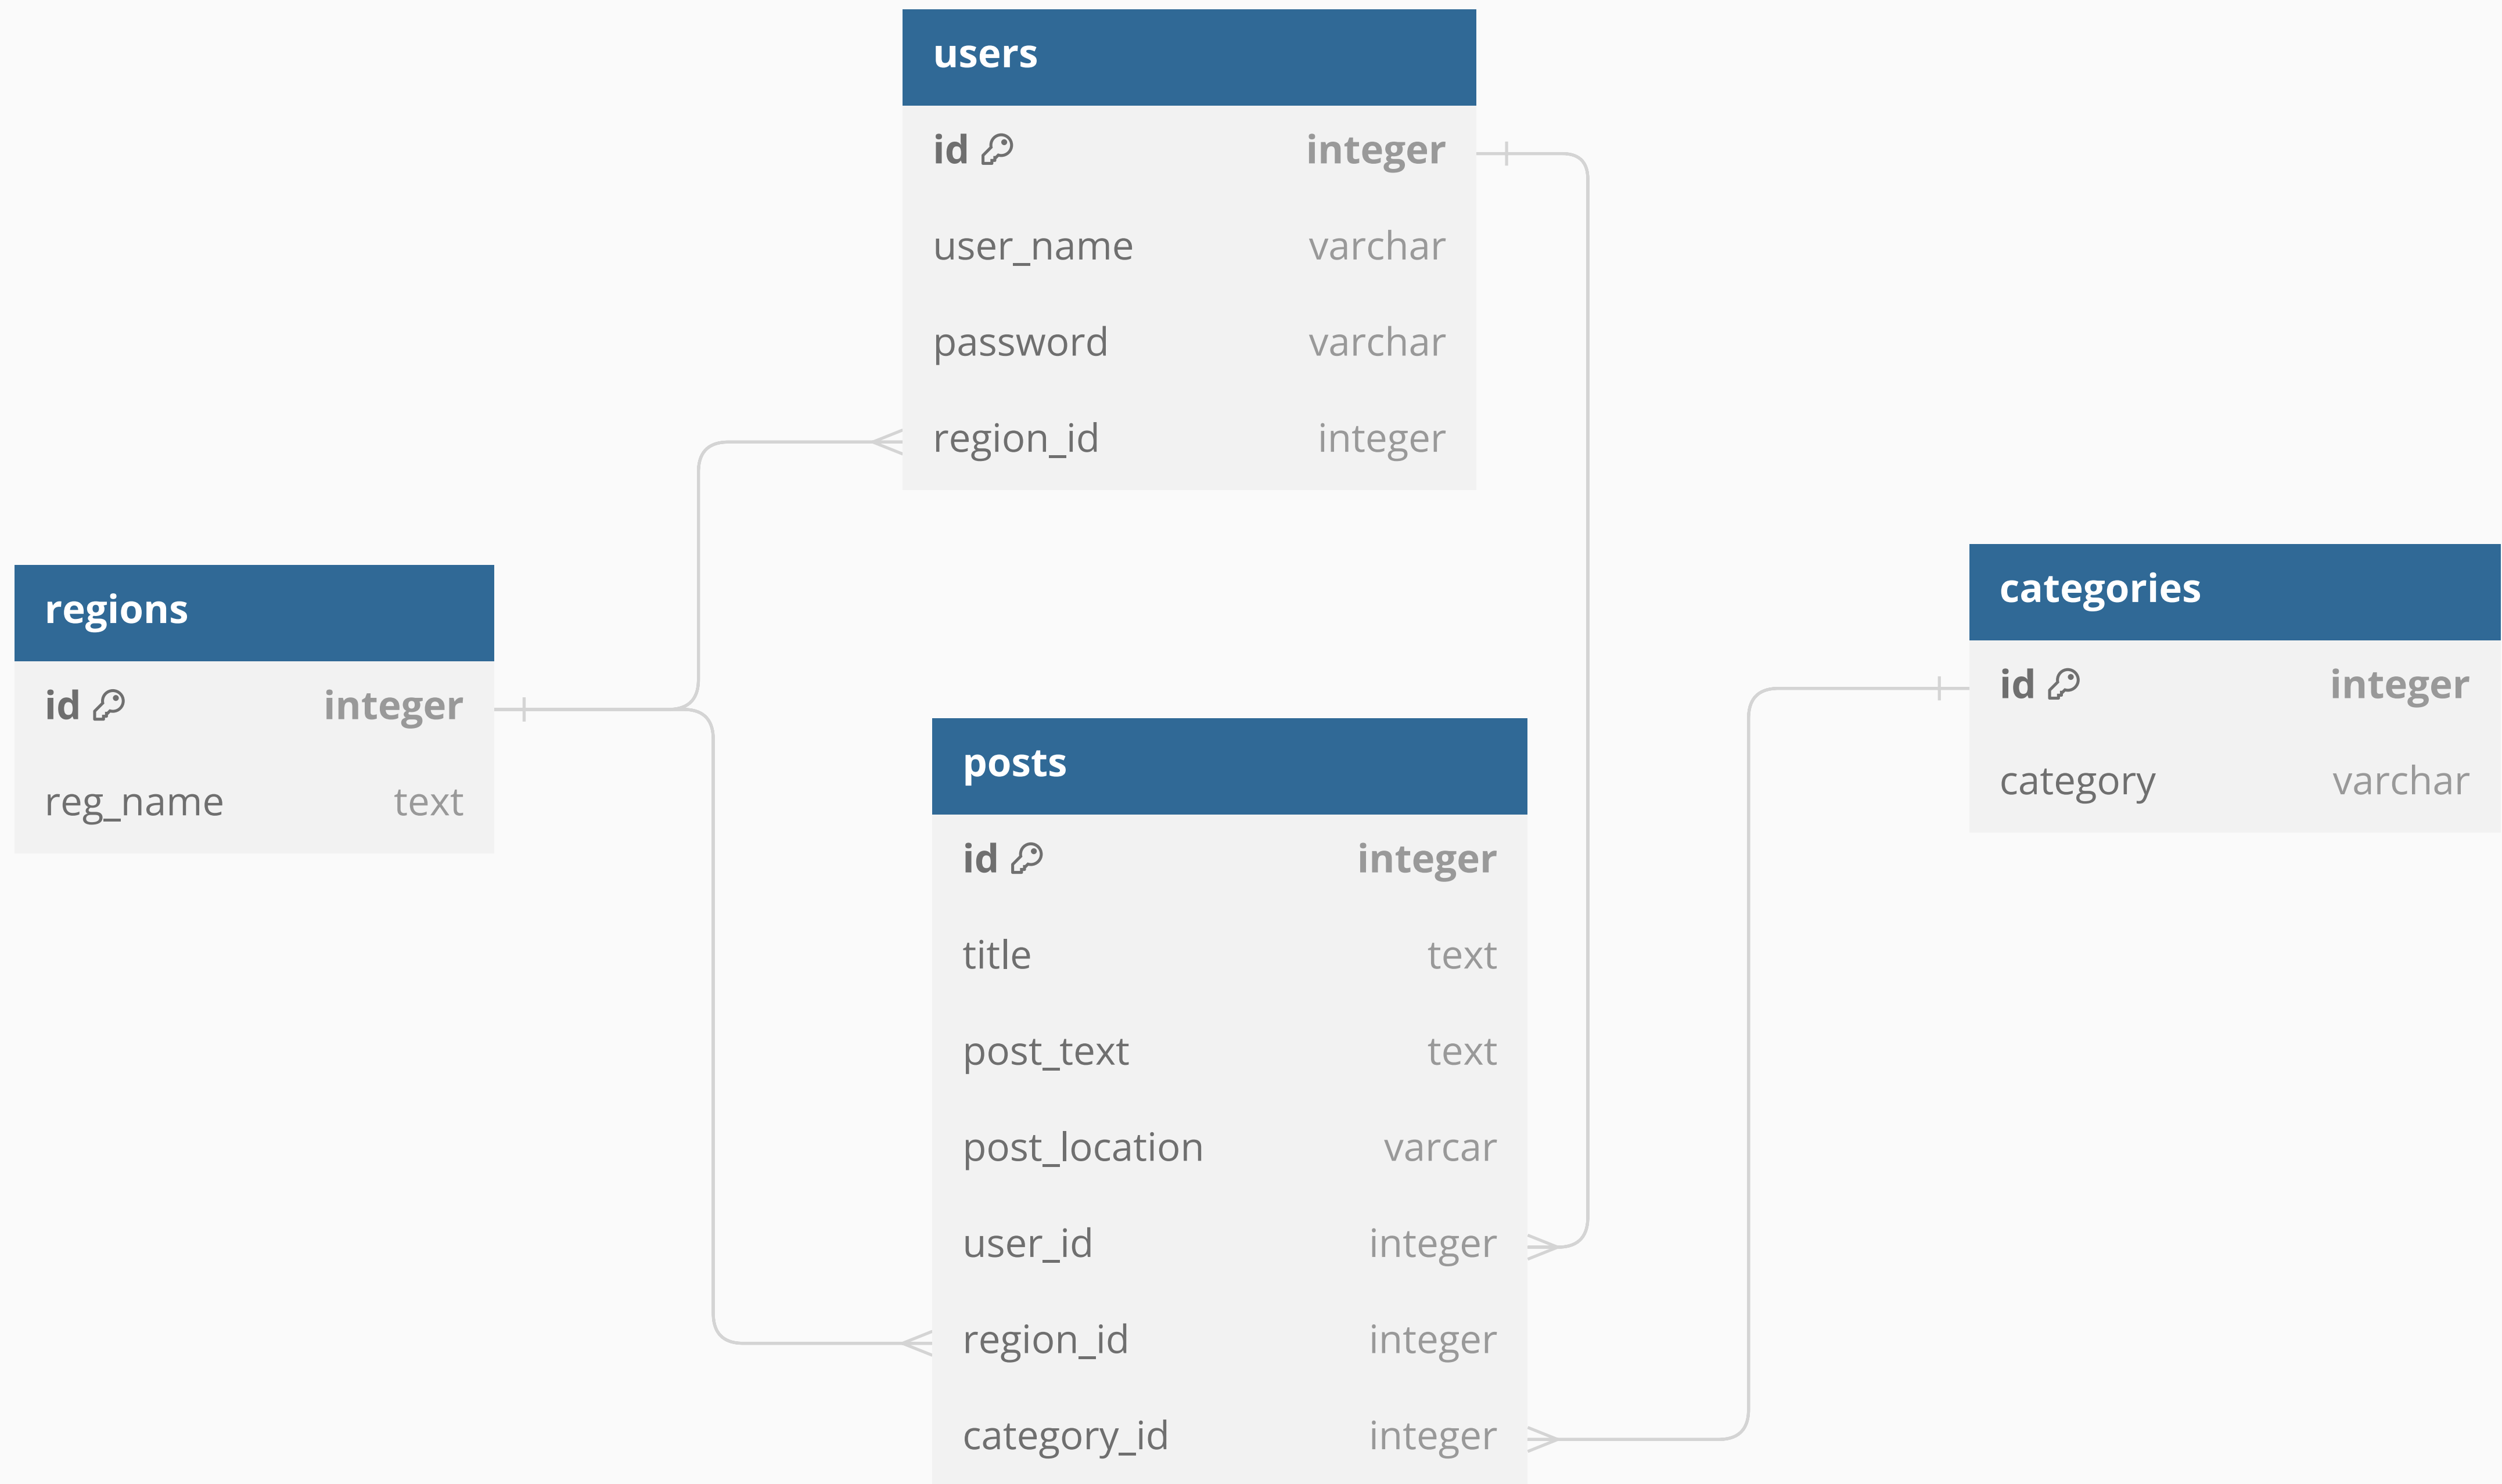 users
id integer
user_name varchar
password varchar
region_id integer
regions
id integer
reg_name text
categories
id integer
category varchar
posts
id integer
title text
post_text text
post_location varcar
user_id integer
region_id integer
category_id integer